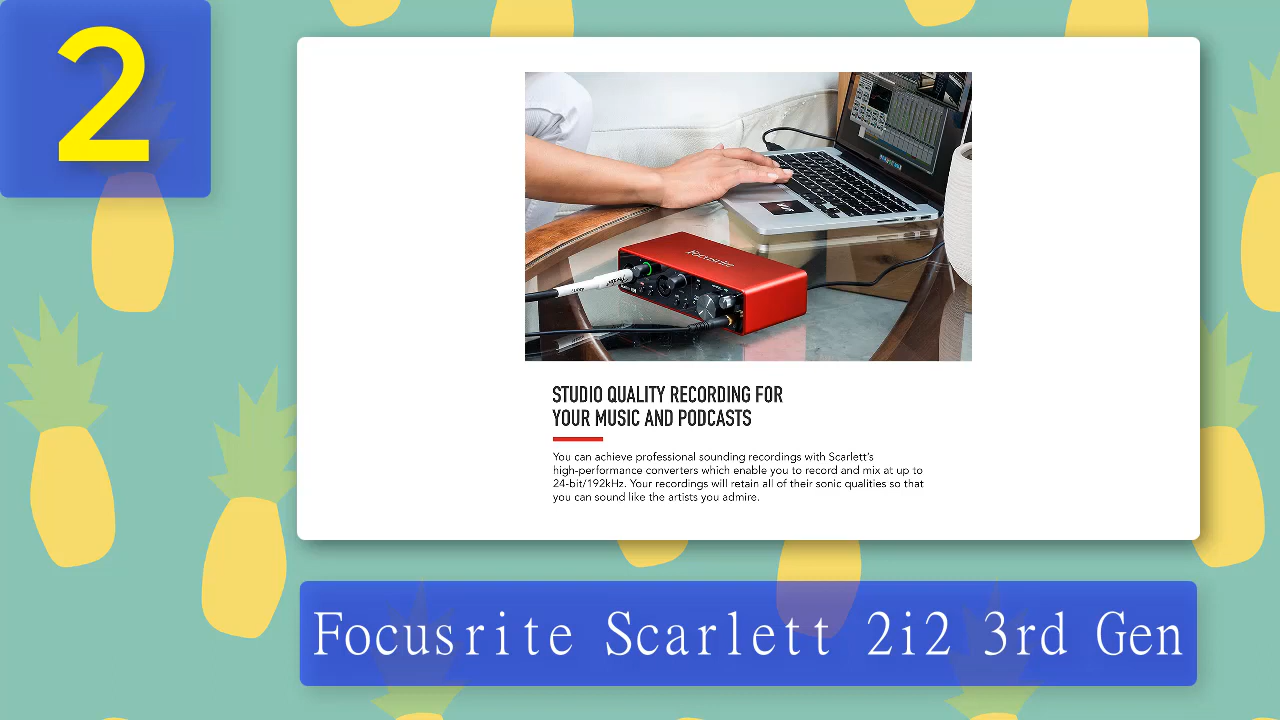 2
Focusrite
STUDIO QUALITY RECORDING FOR
YOUR MUSIC AND PODCASTS
You can achieve professional sounding recordings with Scarlett's
high-performance converters which enable you to record and mix at up to
24-bit/192kHz. Your recordings will retain all of their sonic qualities so that
you can sound like the artists you admire.
Focusrite Scarlett 2i2 3rd Gen